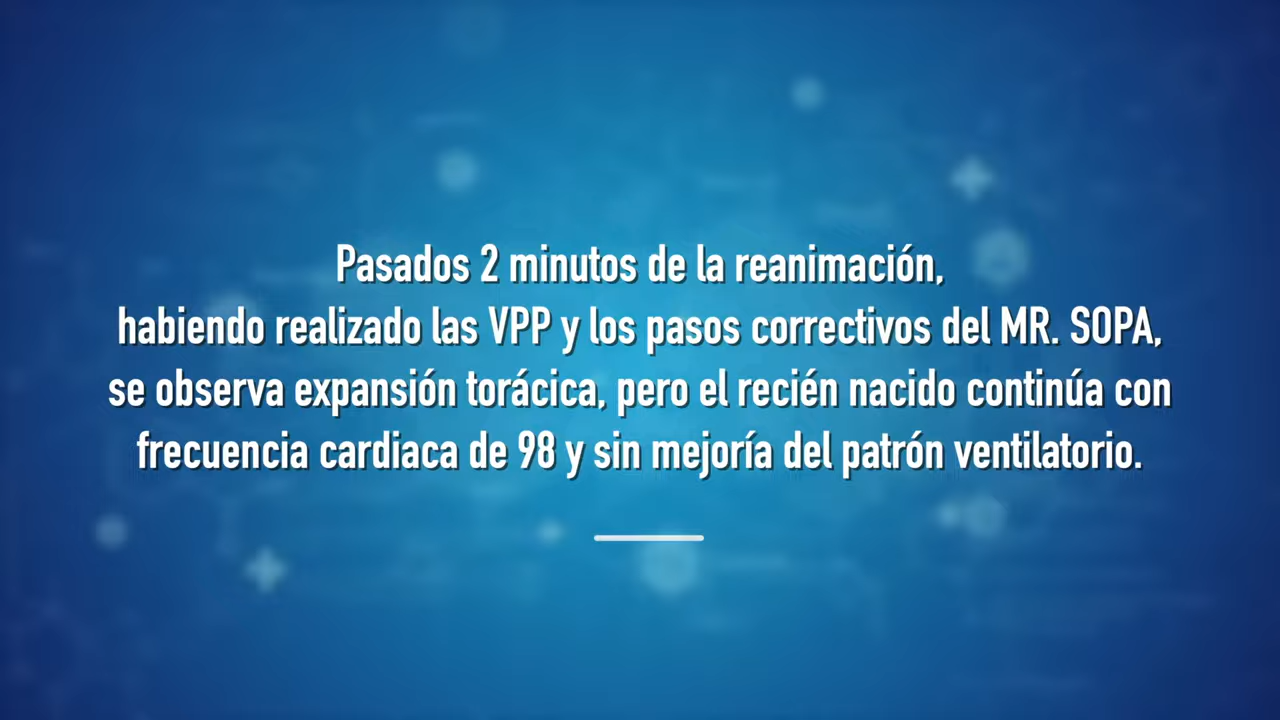 Pasados 2 minutos de la reanimación,
habiendo realizado las VPP y los pasos correctivos del MR. SOPA,
se observa expansión torácica, pero el recién nacido continúa con
frecuencia cardiaca de 98 y sin mejoría del patrón ventilatorio.